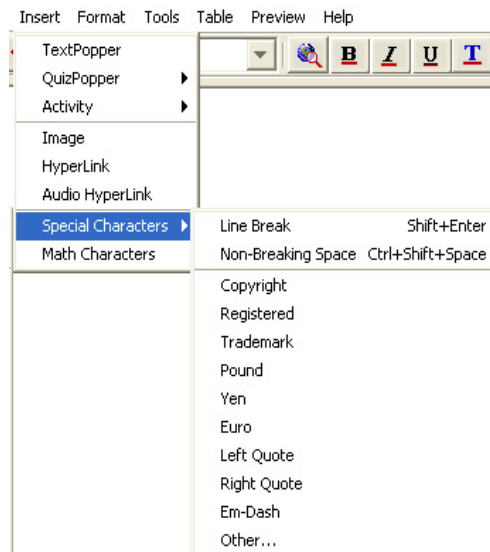 Insert Format Tools Table Preview Help
TextPopper
QuizPopper
Activity
B I U T
Image
HyperLink
Audio HyperLink
Special Characters
Math Characters
Line Break Shift+Enter
Non-Breaking Space Ctrl+Shift+Space
Copyright
Registered
Trademark
Pound
Yen
Euro
Left Quote
Right Quote
Em-Dash
Other...